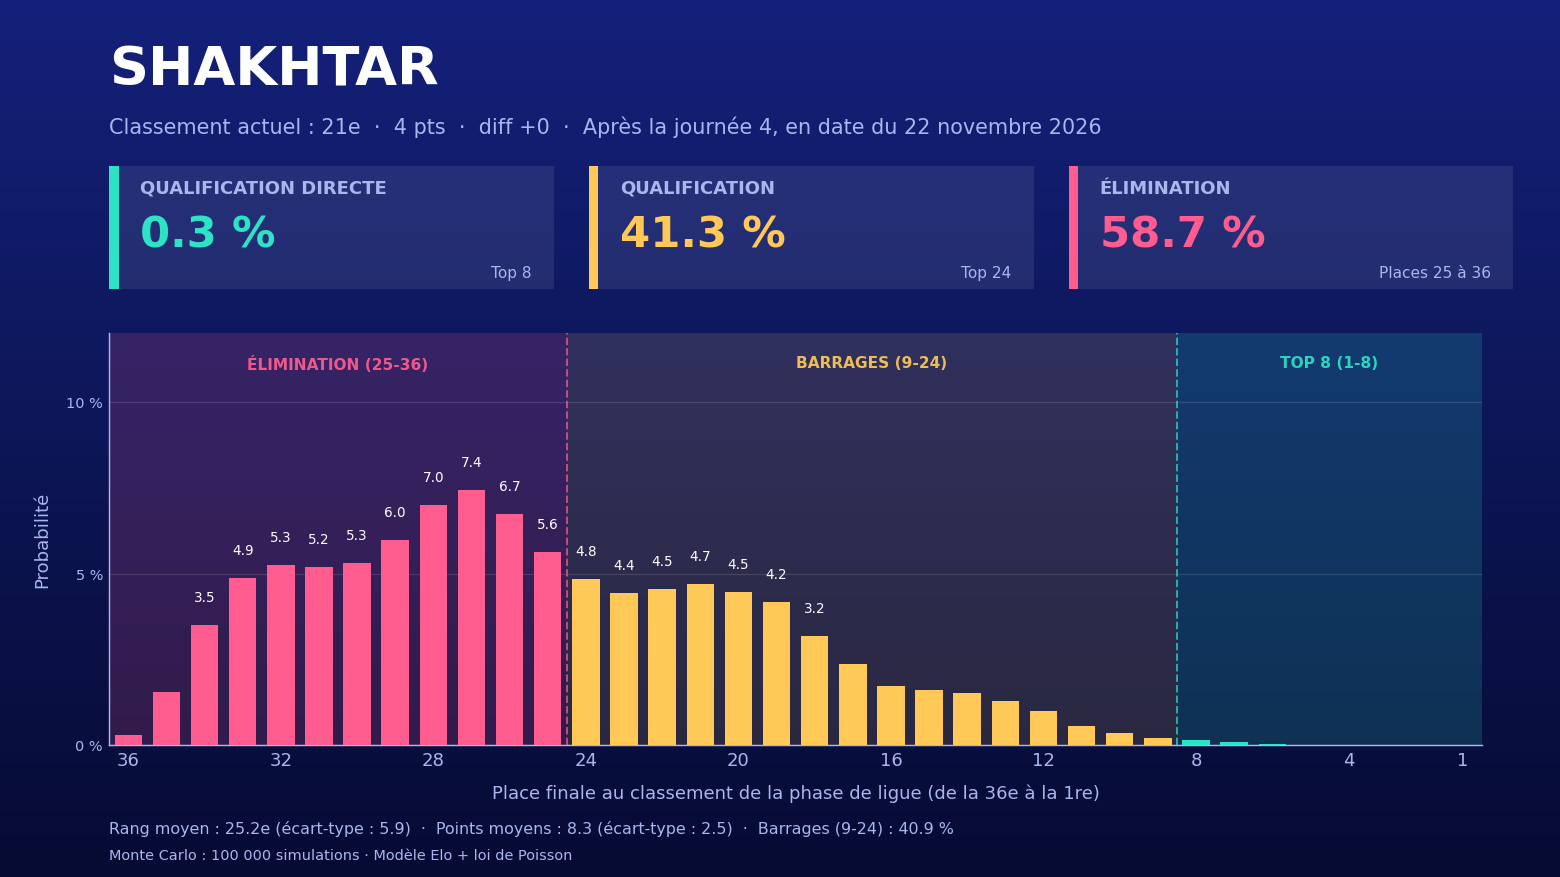 SHAKHTAR
Classement actuel : 21e · 4 pts · diff +0 · Après la journée 4, en date du 22 novembre 2026
QUALIFICATION DIRECTE
0.3 %
Top 8
QUALIFICATION
41.3 %
Top 24
ÉLIMINATION
58.7 %
Places 25 à 36
ÉLIMINATION (25-36)
BARRAGES (9-24)
TOP 8 (1-8)
Probabilité
10 %
5 %
0 %
3.5
4.9
5.3
5.2
5.3
6.0
7.0
7.4
6.7
5.6
4.8
4.4
4.5
4.7
4.5
4.2
3.2
36 32 28 24 20 16 12 8 4 1
Place finale au classement de la phase de ligue (de la 36e à la 1re)
Rang moyen : 25.2e (écart-type : 5.9) · Points moyens : 8.3 (écart-type : 2.5) · Barrages (9-24) : 40.9 %
Monte Carlo : 100 000 simulations · Modèle Elo + loi de Poisson